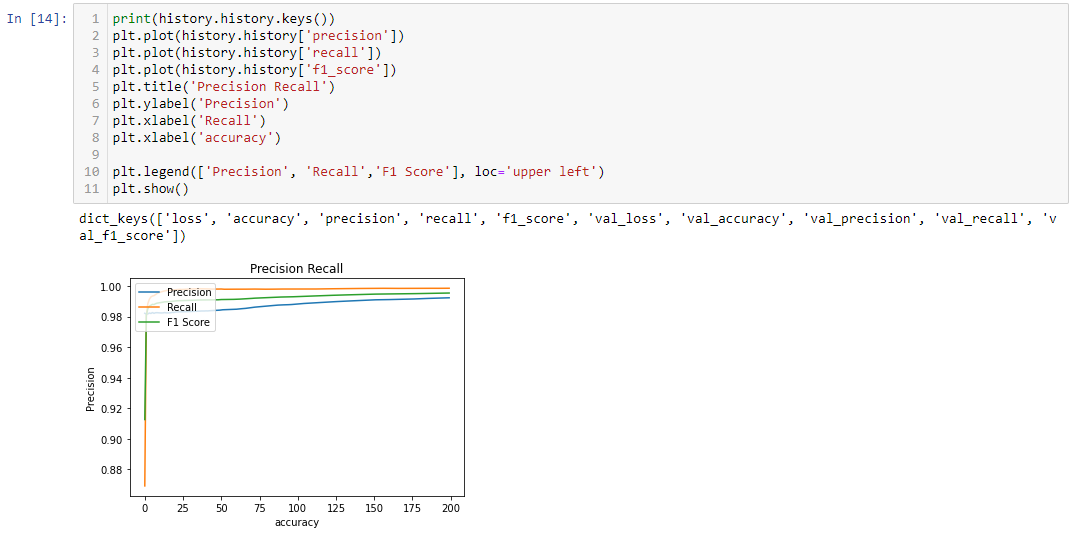 In [14]:
1 print(history.history.keys())
2 plt.plot(history.history['precision'])
3 plt.plot(history.history['recall'])
4 plt.plot(history.history['f1_score'])
5 plt.title('Precision Recall')
6 plt.ylabel('Precision')
7 plt.xlabel('Recall')
8 plt.xlabel('accuracy')
9
10 plt.legend(['Precision', 'Recall','F1 Score'], loc='upper left')
11 plt.show()
dict_keys(['loss', 'accuracy', 'precision', 'recall', 'f1_score', 'val_loss', 'val_accuracy', 'val_precision', 'val_recall', 'v
al_f1_score'])
Precision Recall
Precision
Recall
F1 Score
1.00
0.98
0.96
0.94
0.92
0.90
0.88
Precision
0 25 50 75 100 125 150 175 200
accuracy